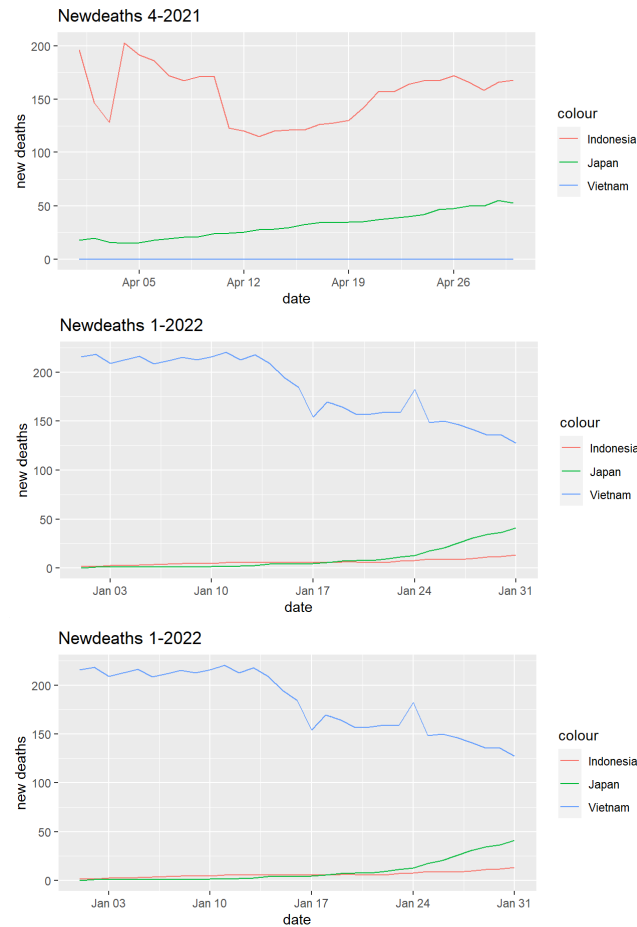 Newdeaths 4-2021
200
150
100
50
0
new deaths
Apr 05 Apr 12 Apr 19 Apr 26
date
colour
Indonesia
Japan
Vietnam
Newdeaths 1-2022
200
150
100
50
0
new deaths
Jan 03 Jan 10 Jan 17 Jan 24 Jan 31
date
colour
Indonesia
Japan
Vietnam
Newdeaths 1-2022
200
150
100
50
0
new deaths
Jan 03 Jan 10 Jan 17 Jan 24 Jan 31
date
colour
Indonesia
Japan
Vietnam